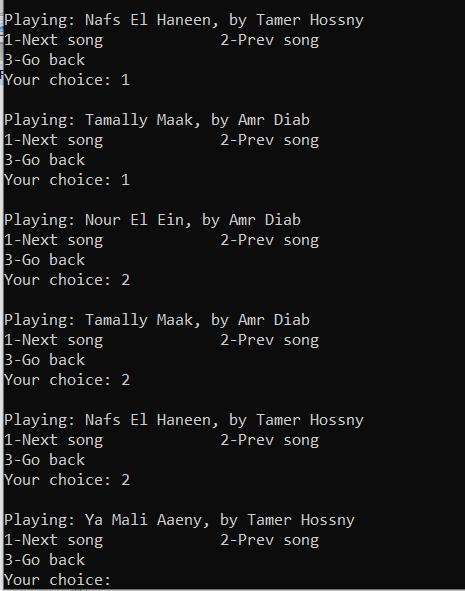 Playing: Nafs El Haneen, by Tamer Hossny
1-Next song             2-Prev song
3-Go back
Your choice: 1
Playing: Tamally Maak, by Amr Diab
1-Next song             2-Prev song
3-Go back
Your choice: 1
Playing: Nour El Ein, by Amr Diab
1-Next song             2-Prev song
3-Go back
Your choice: 2
Playing: Tamally Maak, by Amr Diab
1-Next song             2-Prev song
3-Go back
Your choice: 2
Playing: Nafs El Haneen, by Tamer Hossny
1-Next song             2-Prev song
3-Go back
Your choice: 2
Playing: Ya Mali Aaeny, by Tamer Hossny
1-Next song             2-Prev song
3-Go back
Your choice: